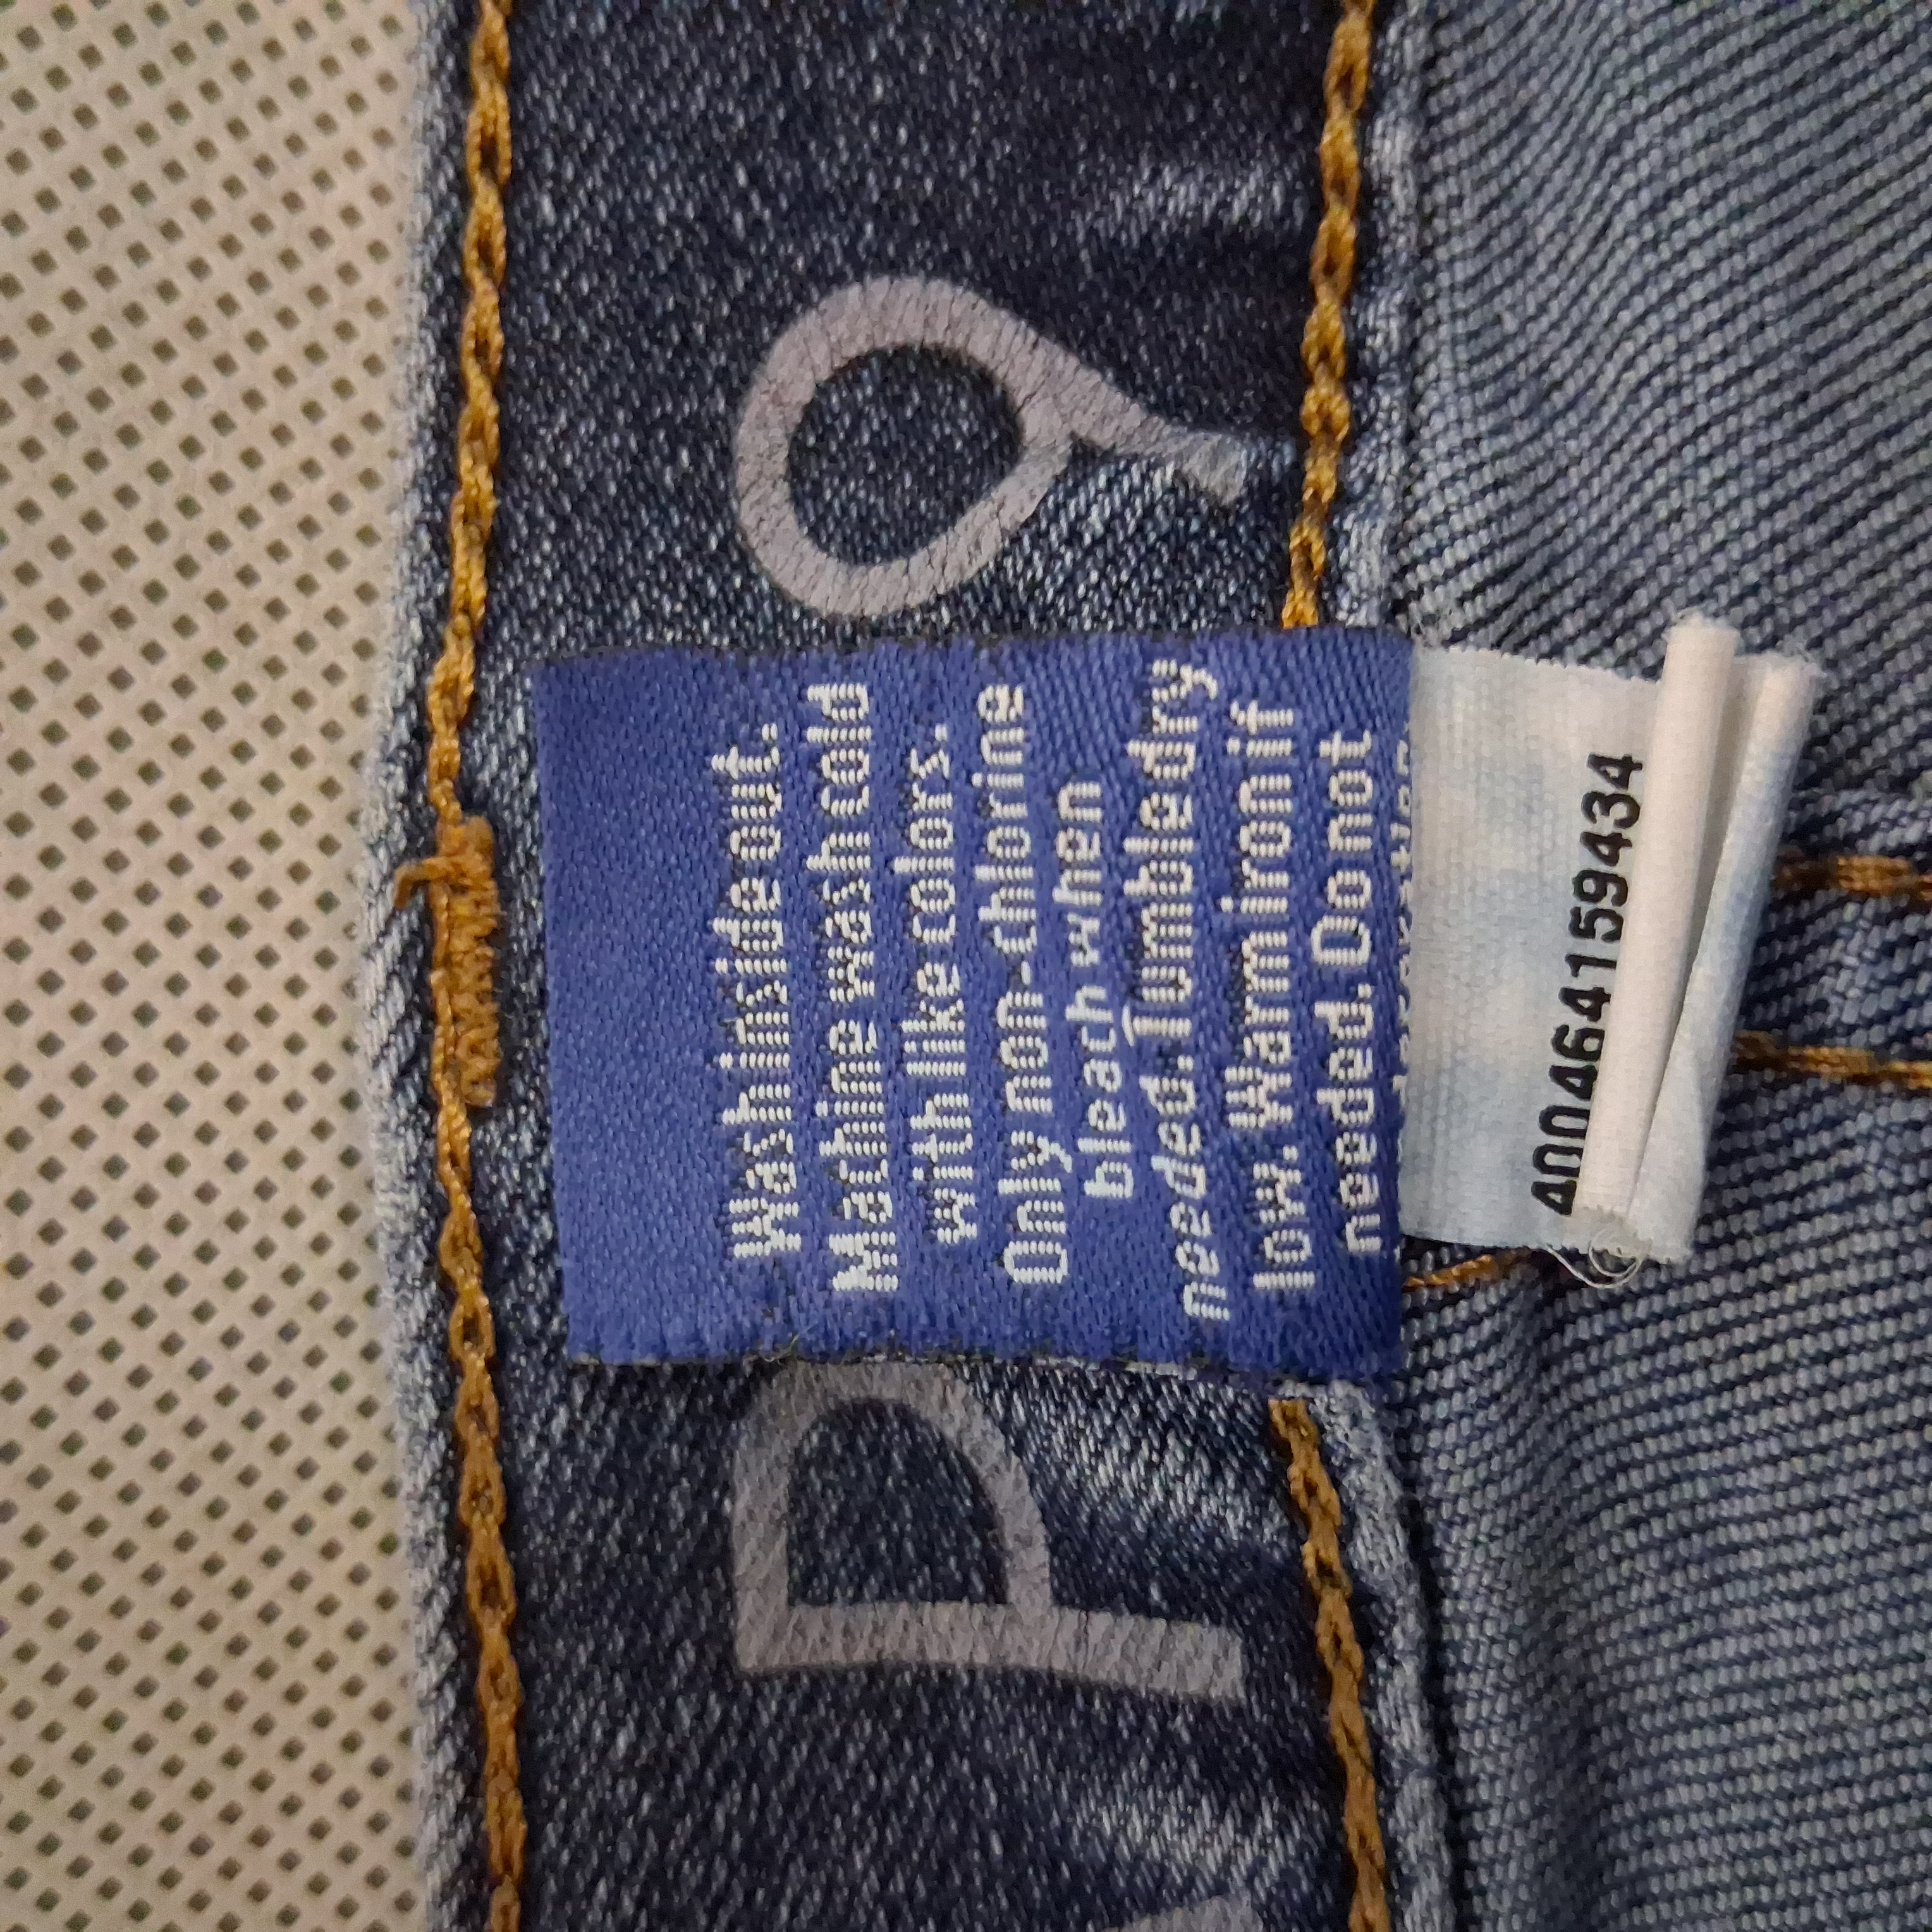 Wash inside out.
Machine wash cold
with like colors.
Only non-chlorine
bleach when
needed. Tumble dry
low. Warm iron if
needed. Do not
400464159434
P